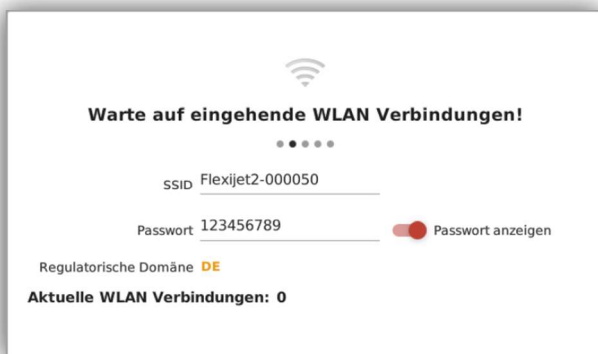 Warte auf eingehende WLAN Verbindungen!
SSID Flexijet2-000050
Passwort 123456789 Passwort anzeigen
Regulatorische Domäne DE
Aktuelle WLAN Verbindungen: 0